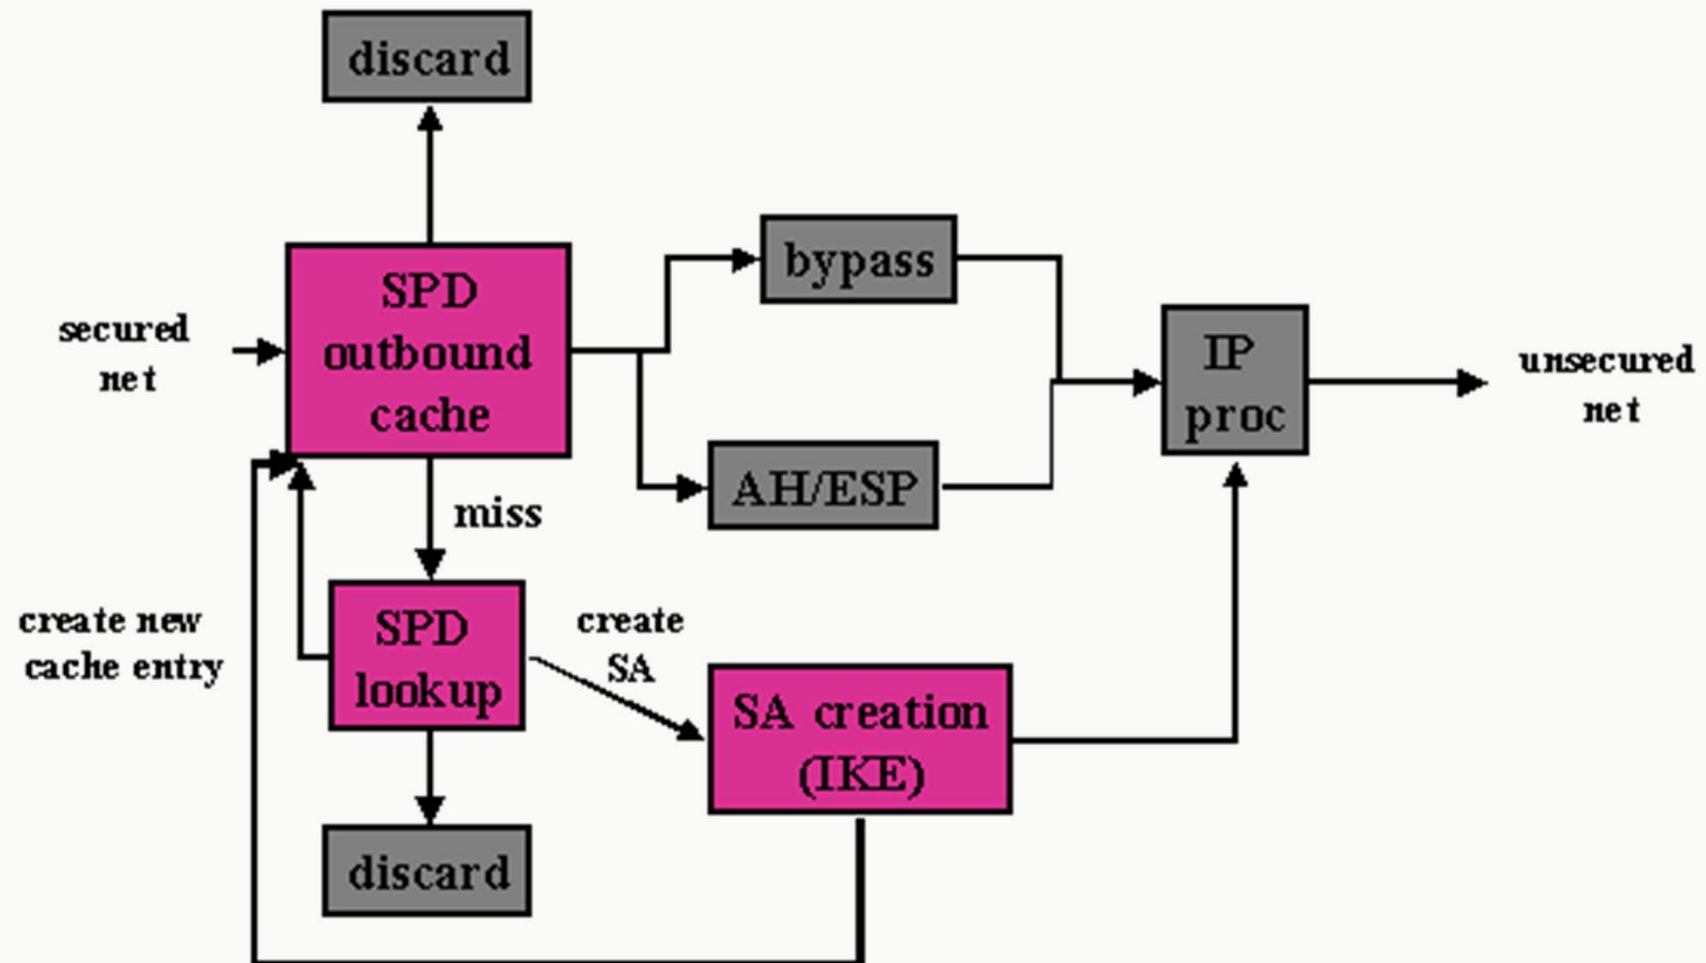 discard
bypass
SPD
outbound
cache
secured
net
IP
proc
unsecured
net
AH/ESP
miss
create new
cache entry
SPD
lookup
create
SA
SA creation
(IKE)
discard